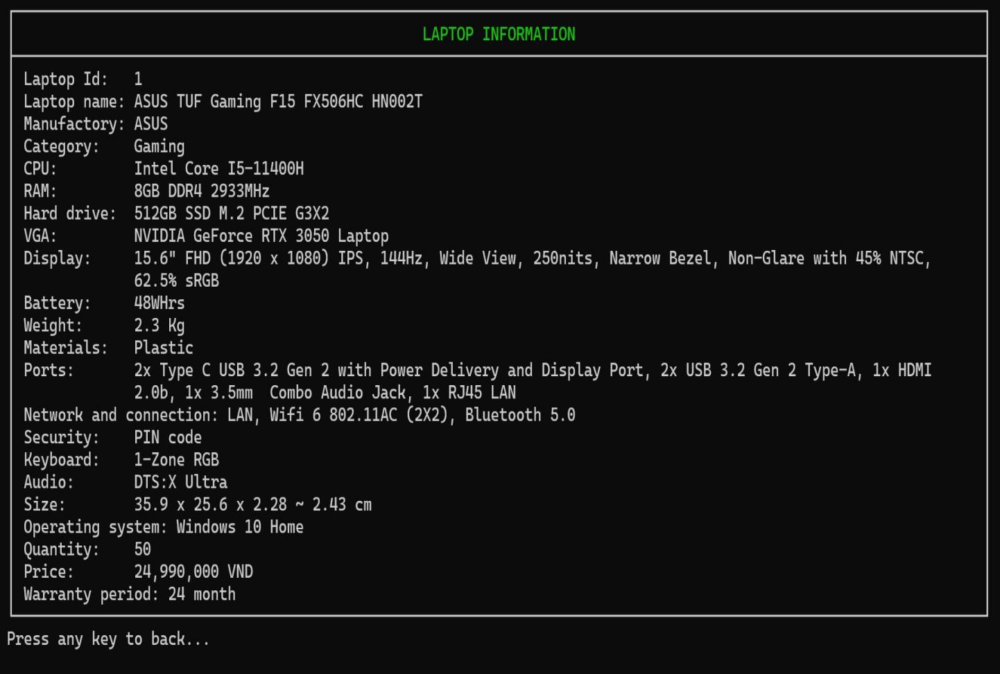 LAPTOP INFORMATION
Laptop Id: 1
Laptop name: ASUS TUF Gaming F15 FX506HC HN002T
Manufactory: ASUS
Category: Gaming
CPU: Intel Core I5-11400H
RAM: 8GB DDR4 2933MHz
Hard drive: 512GB SSD M.2 PCIE G3X2
VGA: NVIDIA GeForce RTX 3050 Laptop
Display: 15.6" FHD (1920 x 1080) IPS, 144Hz, Wide View, 250nits, Narrow Bezel, Non-Glare with 45% NTSC,
62.5% sRGB
Battery: 48WHrs
Weight: 2.3 Kg
Materials: Plastic
Ports: 2x Type C USB 3.2 Gen 2 with Power Delivery and Display Port, 2x USB 3.2 Gen 2 Type-A, 1x HDMI
2.0b, 1x 3.5mm  Combo Audio Jack, 1x RJ45 LAN
Network and connection: LAN, Wifi 6 802.11AC (2X2), Bluetooth 5.0
Security: PIN code
Keyboard: 1-Zone RGB
Audio: DTS:X Ultra
Size: 35.9 x 25.6 x 2.28 ~ 2.43 cm
Operating system: Windows 10 Home
Quantity: 50
Price: 24,990,000 VND
Warranty period: 24 month
Press any key to back...